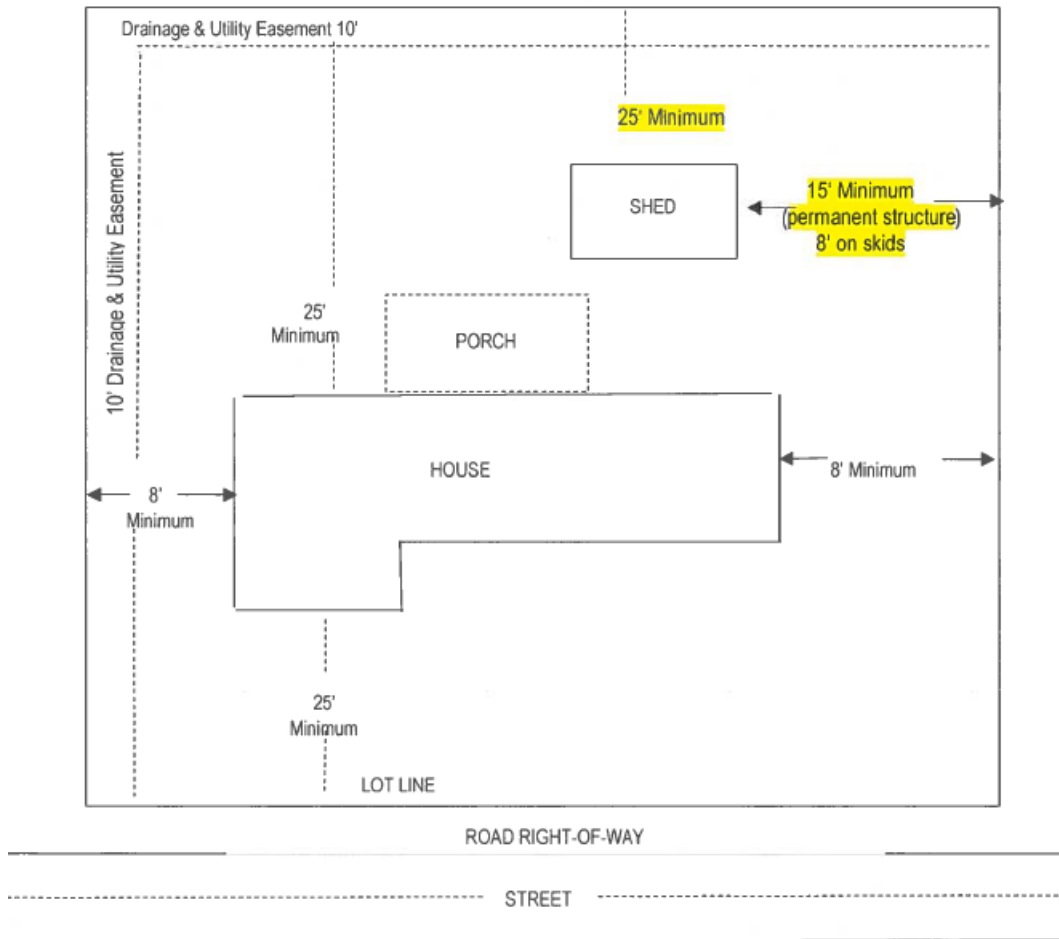 Drainage & Utility Easement 10'
25' Minimum
10' Drainage & Utility Easement
SHED
15' Minimum
(permanent structure)
8' on skids
25'
Minimum
PORCH
HOUSE
8' Minimum
8'
Minimum
25'
Minimum
LOT LINE
ROAD RIGHT-OF-WAY
STREET